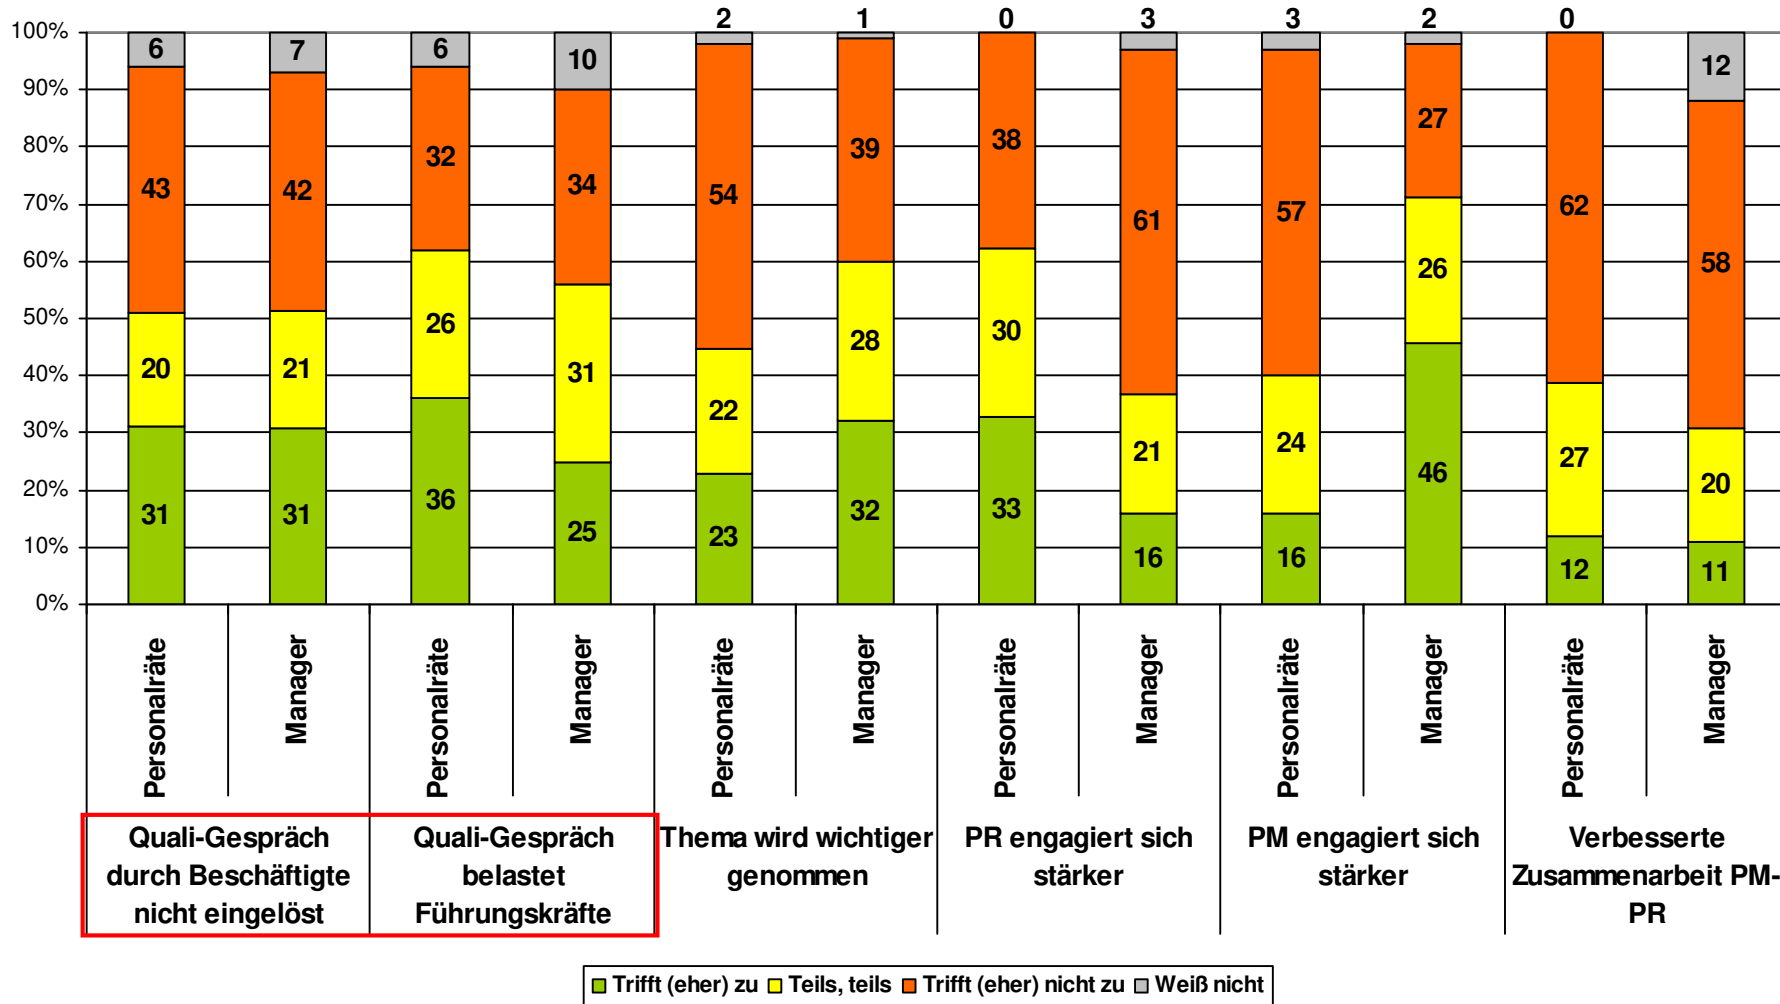 2 1 0 3 3 2 0
100%
90%
80%
70%
60%
50%
40%
30%
20%
10%
0%
6 7 6 10 12
43 42 32 34 54 39 38 61 57 27 62 58
20 21 26 31 22 28 30 21 24 26 27 20
31 31 36 25 23 32 33 16 16 46 12 11
Personalräte
Manager
Personalräte
Manager
Personalräte
Manager
Personalräte
Manager
Personalräte
Manager
Personalräte
Manager
Quali-Gespräch
durch Beschäftigte
nicht eingelöst
Quali-Gespräch
belastet
Führungskräfte
Thema wird wichtiger
genommen
PR engagiert sich
stärker
PM engagiert sich
stärker
Verbesserte
Zusammenarbeit PM-
PR
Trifft (eher) zu Teils, teils Trifft (eher) nicht zu Weiß nicht